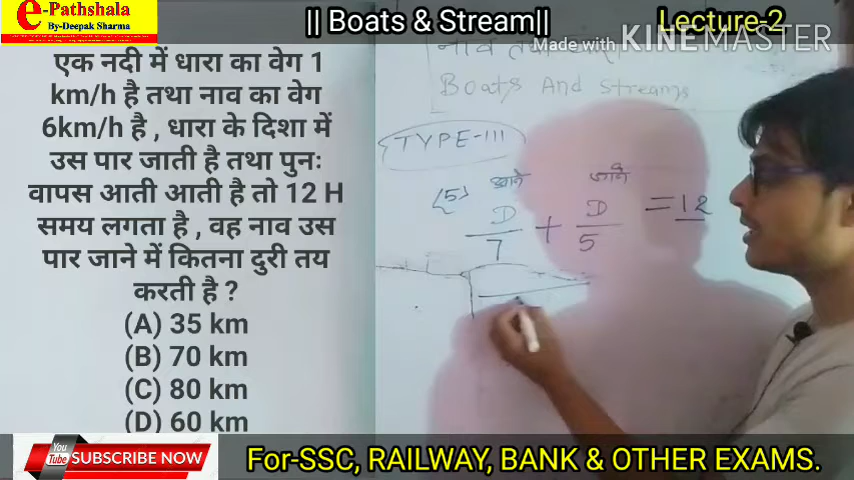 e-Pathshala
By-Deepak Sharma
|| Boats & Stream||
Lecture-2
Made with KINEMASTER
एक नदी में धारा का वेग 1
km/h है तथा नाव का वेग
6km/h है , धारा के दिशा में
उस पार जाती है तथा पुनः
वापस आती आती है तो 12 H
समय लगता है , वह नाव उस
पार जाने में कितना दुरी तय
करती है ?
(A) 35 km
(B) 70 km
(C) 80 km
(D) 60 km
नाव तथा
Boats And Streams
TYPE-III
(5)
D/7 + D/5 = 12
You Tube
SUBSCRIBE NOW
For-SSC, RAILWAY, BANK & OTHER EXAMS.